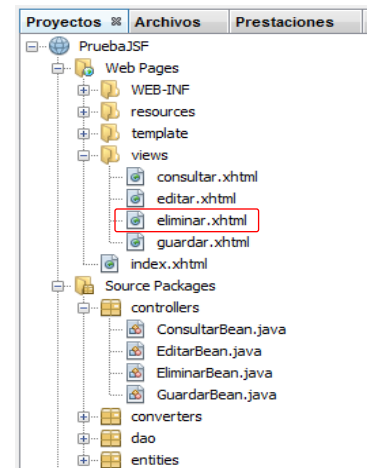 Proyectos Archivos Prestaciones
PruebaJSF
Web Pages
WEB-INF
resources
template
views
consultar.xhtml
editar.xhtml
eliminar.xhtml
guardar.xhtml
index.xhtml
Source Packages
controllers
ConsultarBean.java
EditarBean.java
EliminarBean.java
GuardarBean.java
converters
dao
entities